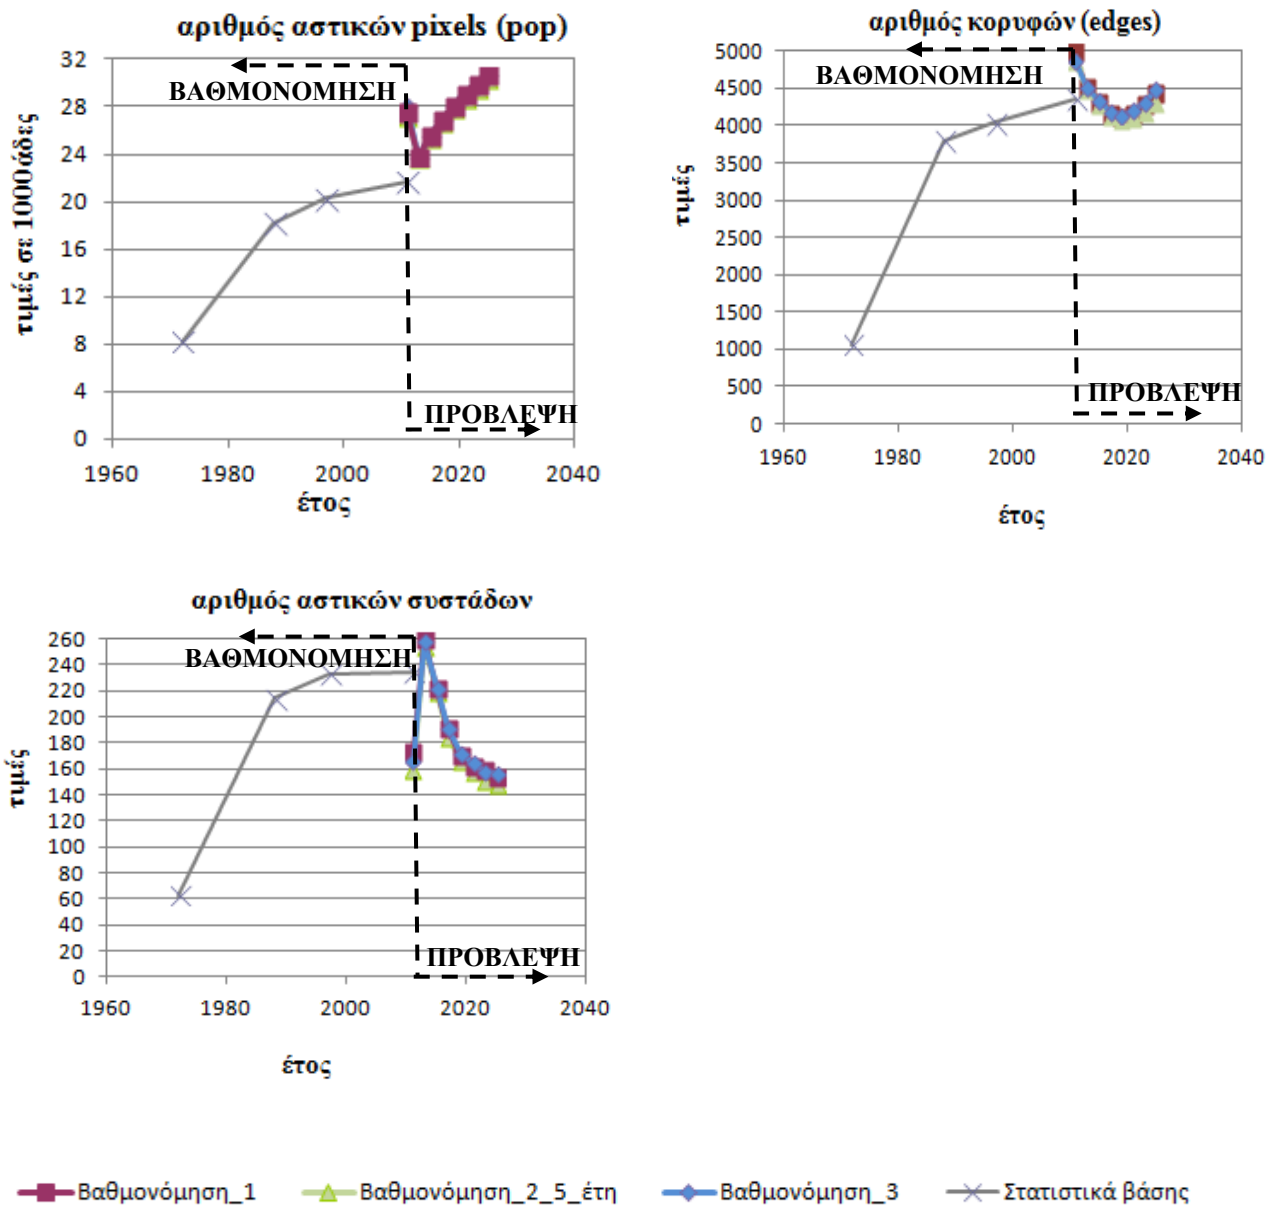 αριθμός αστικών pixels (pop)
τιμές σε 1000άδες
32
28
24
20
16
12
8
4
0
ΒΑΘΜΟΝΟΜΗΣΗ
ΠΡΟΒΛΕΨΗ
1960 1980 2000 2020 2040
έτος
αριθμός κορυφών (edges)
τιμές
5000
4500
4000
3500
3000
2500
2000
1500
1000
500
0
ΒΑΘΜΟΝΟΜΗΣΗ
ΠΡΟΒΛΕΨΗ
1960 1980 2000 2020 2040
έτος
αριθμός αστικών συστάδων
τιμές
260
240
220
200
180
160
140
120
100
80
60
40
20
0
ΒΑΘΜΟΝΟΜΗΣΗ
ΠΡΟΒΛΕΨΗ
1960 1980 2000 2020 2040
έτος
Βαθμονόμηση_1 Βαθμονόμηση_2_5_έτη Βαθμονόμηση_3 Στατιστικά βάσης